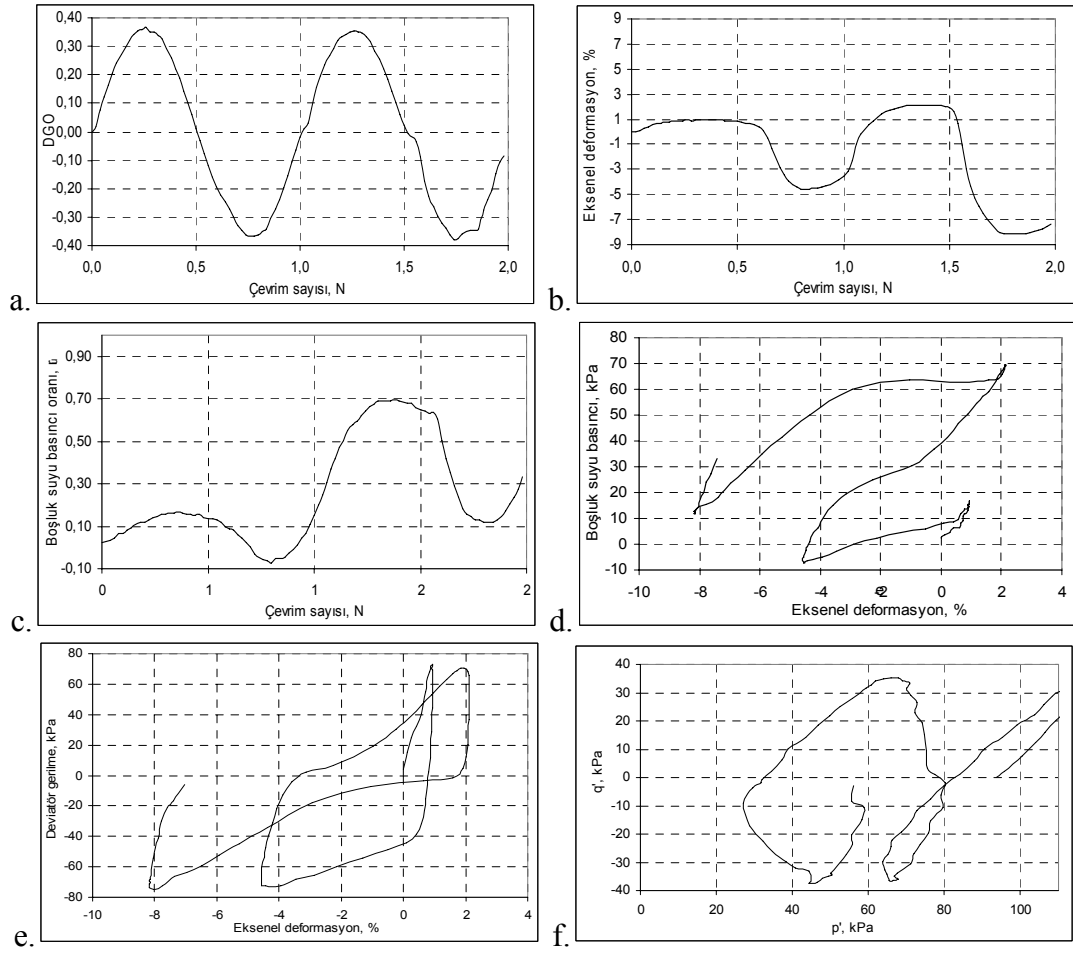 0,40
0,30
0,20
0,10
0,00
-0,10
-0,20
-0,30
-0,40
DGO
0,0 0,5 1,0 1,5 2,0
Çevrim sayısı, N
a.
9
7
5
3
1
-1
-3
-5
-7
-9
Eksenel deformasyon, %
0,0 0,5 1,0 1,5 2,0
Çevrim sayısı, N
b.
0,90
0,70
0,50
0,30
0,10
-0,10
Boşluk suyu basıncı oranı,
0 1 1 2 2
Çevrim sayısı, N
c.
80
70
60
50
40
30
20
10
0
-10
Boşluk suyu basıncı, kPa
-10 -8 -6 -4 -2 0 2 4
Eksenel deformasyon, %
d.
80
60
40
20
0
-20
-40
-60
-80
Deviatör gerilme, kPa
-10 -8 -6 -4 -2 0 2 4
Eksenel deformasyon, %
e.
40
30
20
10
0
-10
-20
-30
-40
q', kPa
0 20 40 60 80 100
p', kPa
f.